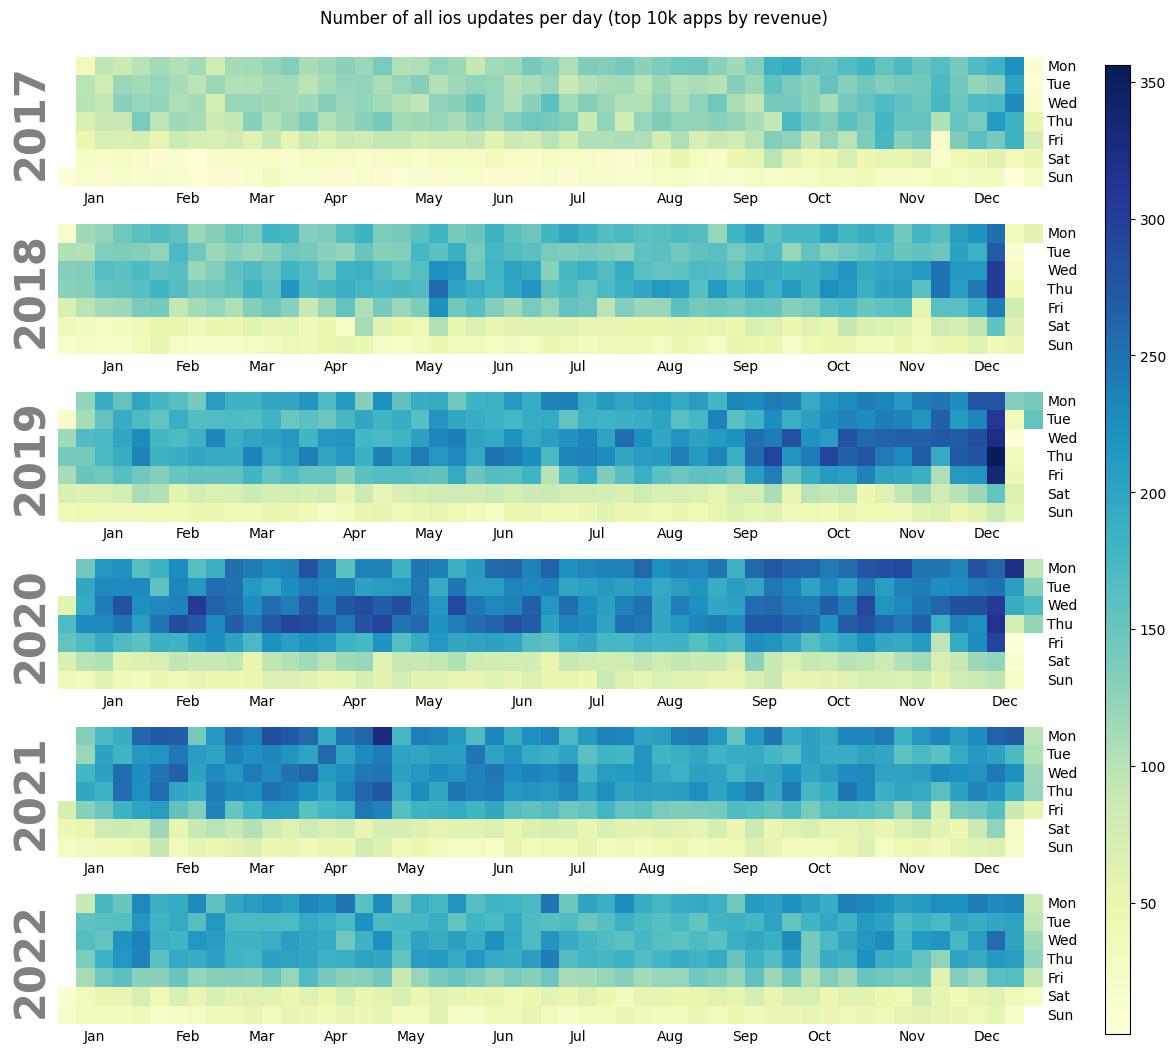 Number of all ios updates per day (top 10k apps by revenue)
2017
Mon
Tue
Wed
Thu
Fri
Sat
Sun
Jan Feb Mar Apr May Jun Jul Aug Sep Oct Nov Dec
2018
Mon
Tue
Wed
Thu
Fri
Sat
Sun
Jan Feb Mar Apr May Jun Jul Aug Sep Oct Nov Dec
2019
Mon
Tue
Wed
Thu
Fri
Sat
Sun
Jan Feb Mar Apr May Jun Jul Aug Sep Oct Nov Dec
2020
Mon
Tue
Wed
Thu
Fri
Sat
Sun
Jan Feb Mar Apr May Jun Jul Aug Sep Oct Nov Dec
2021
Mon
Tue
Wed
Thu
Fri
Sat
Sun
Jan Feb Mar Apr May Jun Jul Aug Sep Oct Nov Dec
2022
Mon
Tue
Wed
Thu
Fri
Sat
Sun
Jan Feb Mar Apr May Jun Jul Aug Sep Oct Nov Dec
350
300
250
200
150
100
50